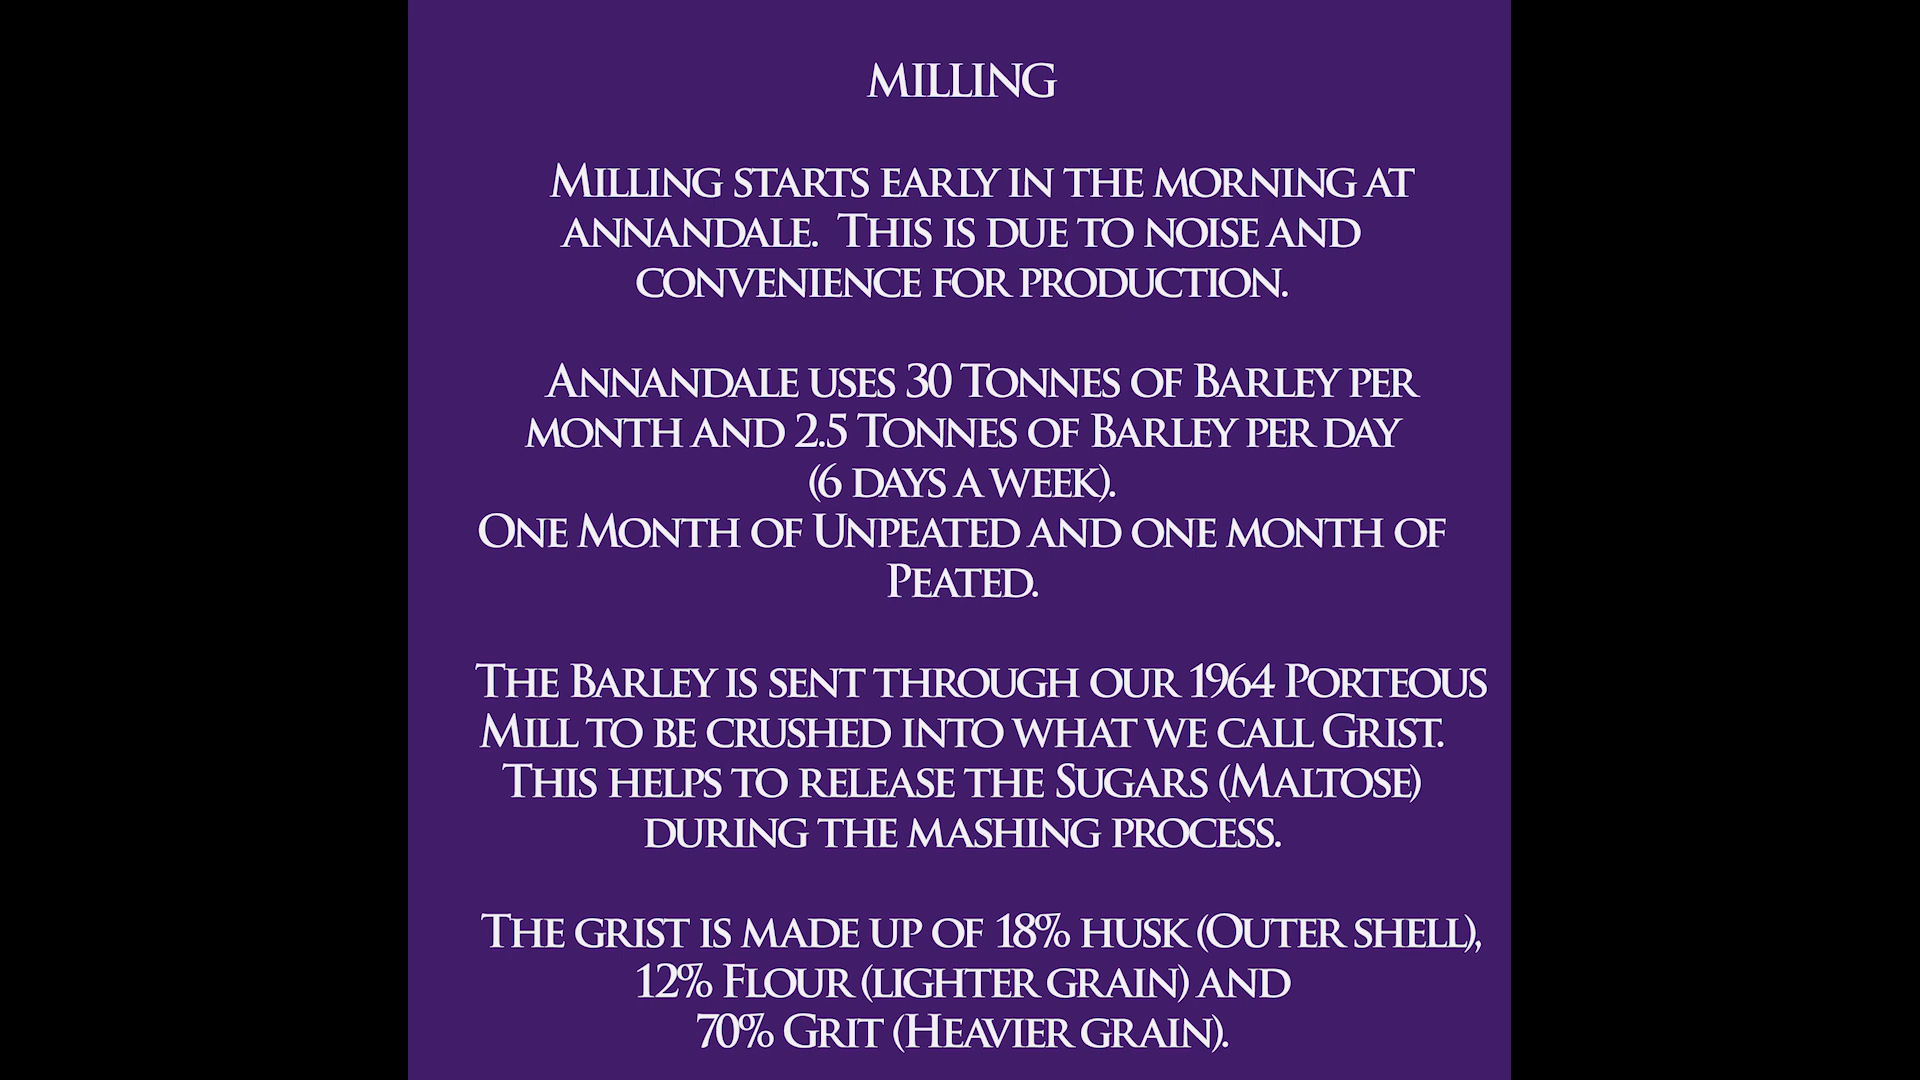 MILLING
MILLING STARTS EARLY IN THE MORNING AT
ANNANDALE. THIS IS DUE TO NOISE AND
CONVENIENCE FOR PRODUCTION.
ANNANDALE USES 30 TONNES OF BARLEY PER
MONTH AND 2.5 TONNES OF BARLEY PER DAY
(6 DAYS A WEEK).
ONE MONTH OF UNPEATED AND ONE MONTH OF
PEATED.
THE BARLEY IS SENT THROUGH OUR 1964 PORTEOUS
MILL TO BE CRUSHED INTO WHAT WE CALL GRIST.
THIS HELPS TO RELEASE THE SUGARS (MALTOSE)
DURING THE MASHING PROCESS.
THE GRIST IS MADE UP OF 18% HUSK (OUTER SHELL),
12% FLOUR (LIGHTER GRAIN) AND
70% GRIT (HEAVIER GRAIN).